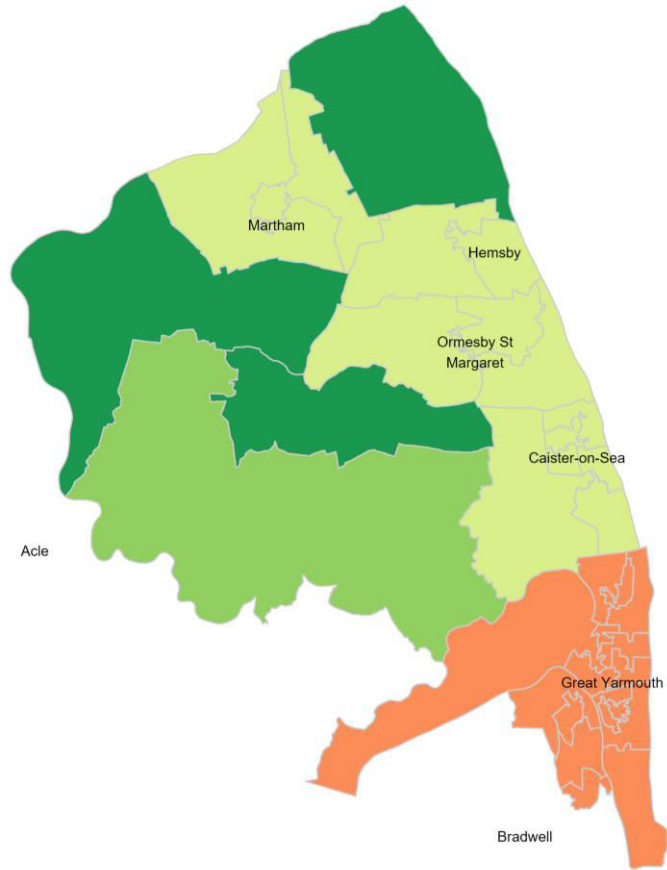 Martham
Hemsby
Ormesby St
Margaret
Caister-on-Sea
Acle
Great Yarmouth
Bradwell